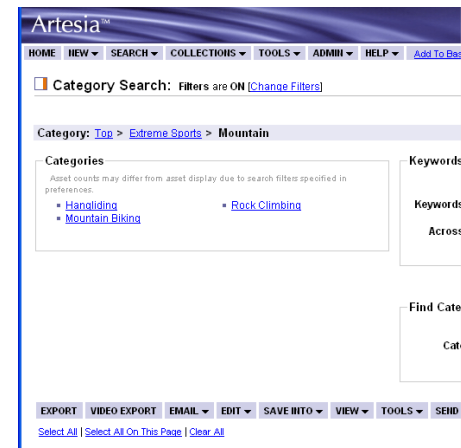 Artesia™
HOME NEW SEARCH COLLECTIONS TOOLS ADMIN HELP Add To Bas
Category Search: Filters are ON [Change Filters]
Category: Top > Extreme Sports > Mountain
Categories
Asset counts may differ from asset display due to search filters specified in
preferences.
Hangliding
Rock Climbing
Mountain Biking
Keywords
Keywords
Across
Find Cate
Cat
EXPORT VIDEO EXPORT EMAIL EDIT SAVE INTO VIEW TOOLS SEND
Select All | Select All On This Page | Clear All